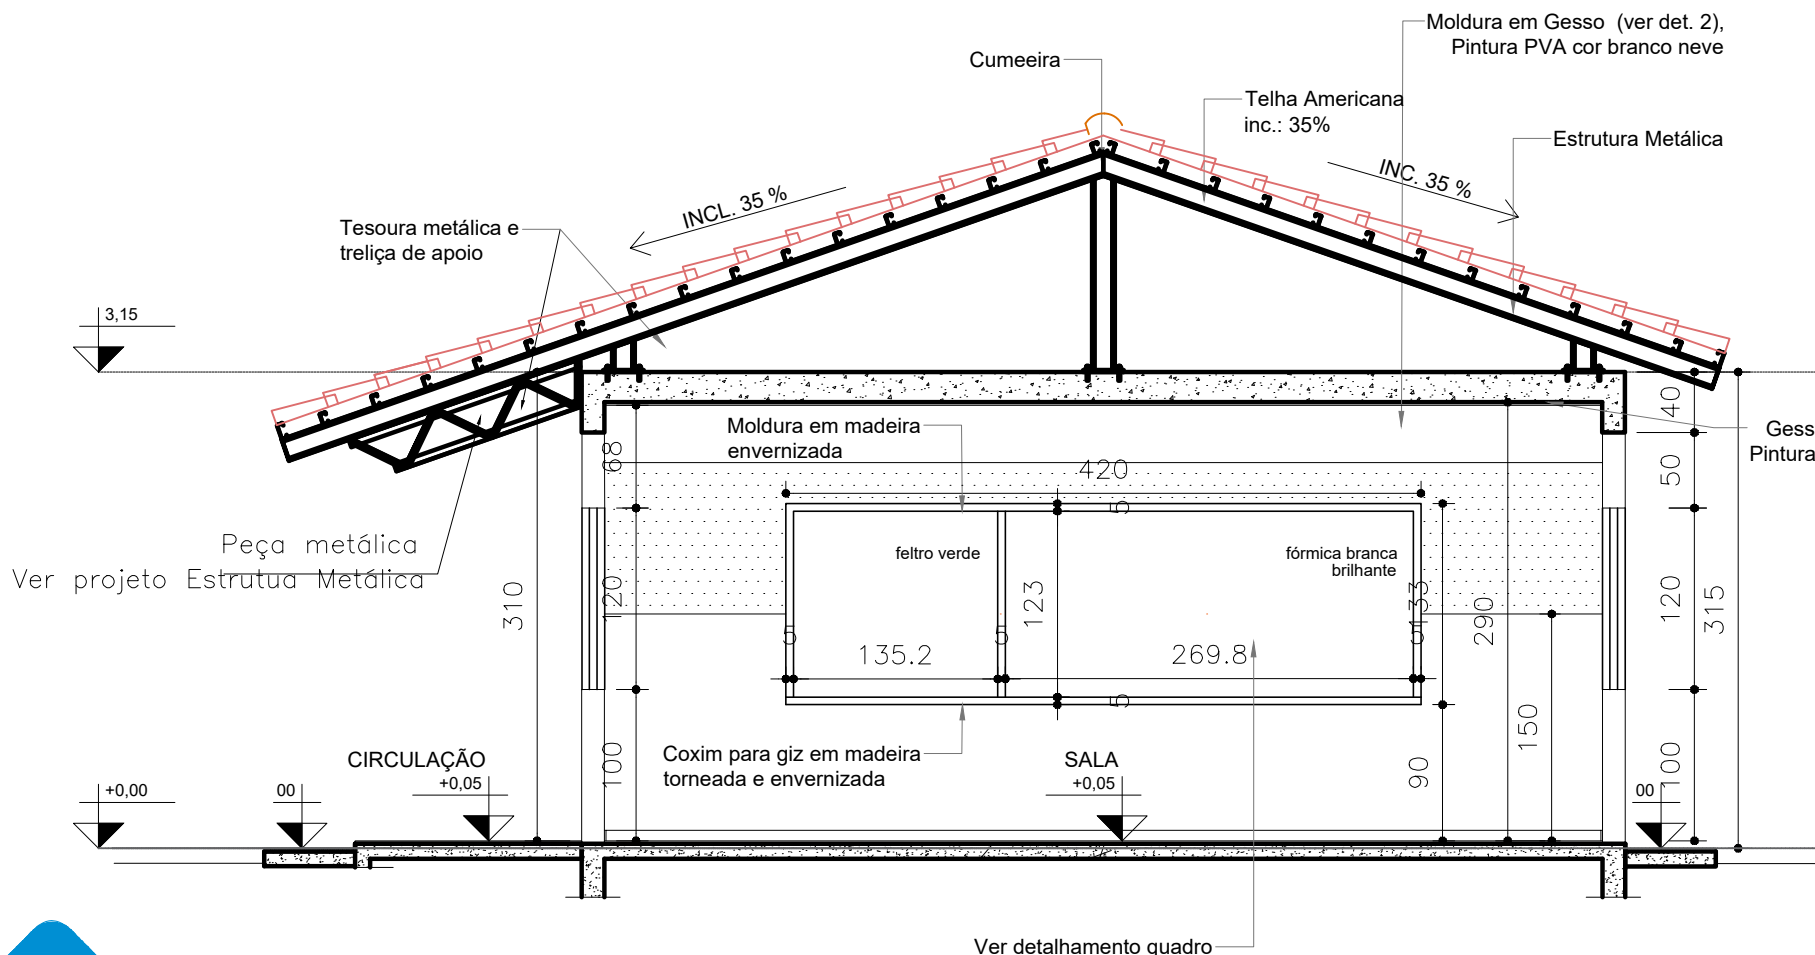 Moldura em Gesso (ver det. 2),
Pintura PVA cor branco neve
Cumeeira
Telha Americana
inc.: 35%
Estrutura Metálica
INCL. 35 %
INC. 35 %
Tesoura metálica e
treliça de apoio
3,15
40
Gess
Pintura
Moldura em madeira
envernizada
68
420
50
5
Peça metálica
Ver projeto Estrutua Metálica
feltro verde
fórmica branca
brilhante
310
120
123
133
290
120
315
5
5
5
135.2
269.8
5
150
CIRCULAÇÃO
+0,05
100
Coxim para giz em madeira
torneada e envernizada
SALA
+0,05
90
100
+0,00
00
00
Ver detalhamento quadro